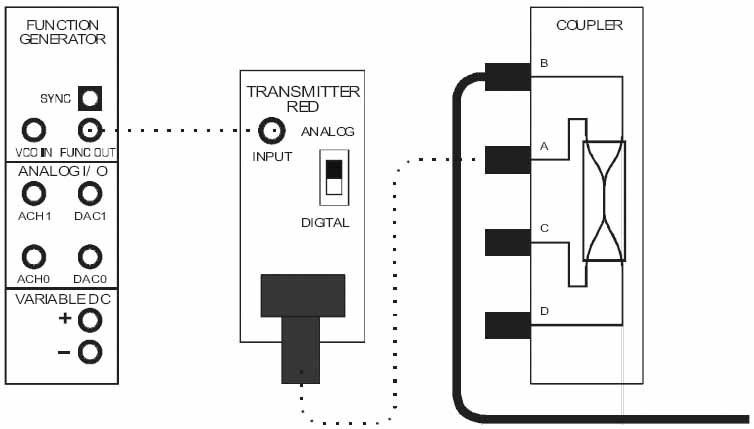 FUNCTION
GENERATOR
SYNC
VCO IN FUNC OUT
ANALOG I/ O
ACH1 DAC1
ACH0 DAC0
VARIABLE DC
+
−
TRANSMITTER
RED
ANALOG
INPUT
DIGITAL
COUPLER
B
A
C
D